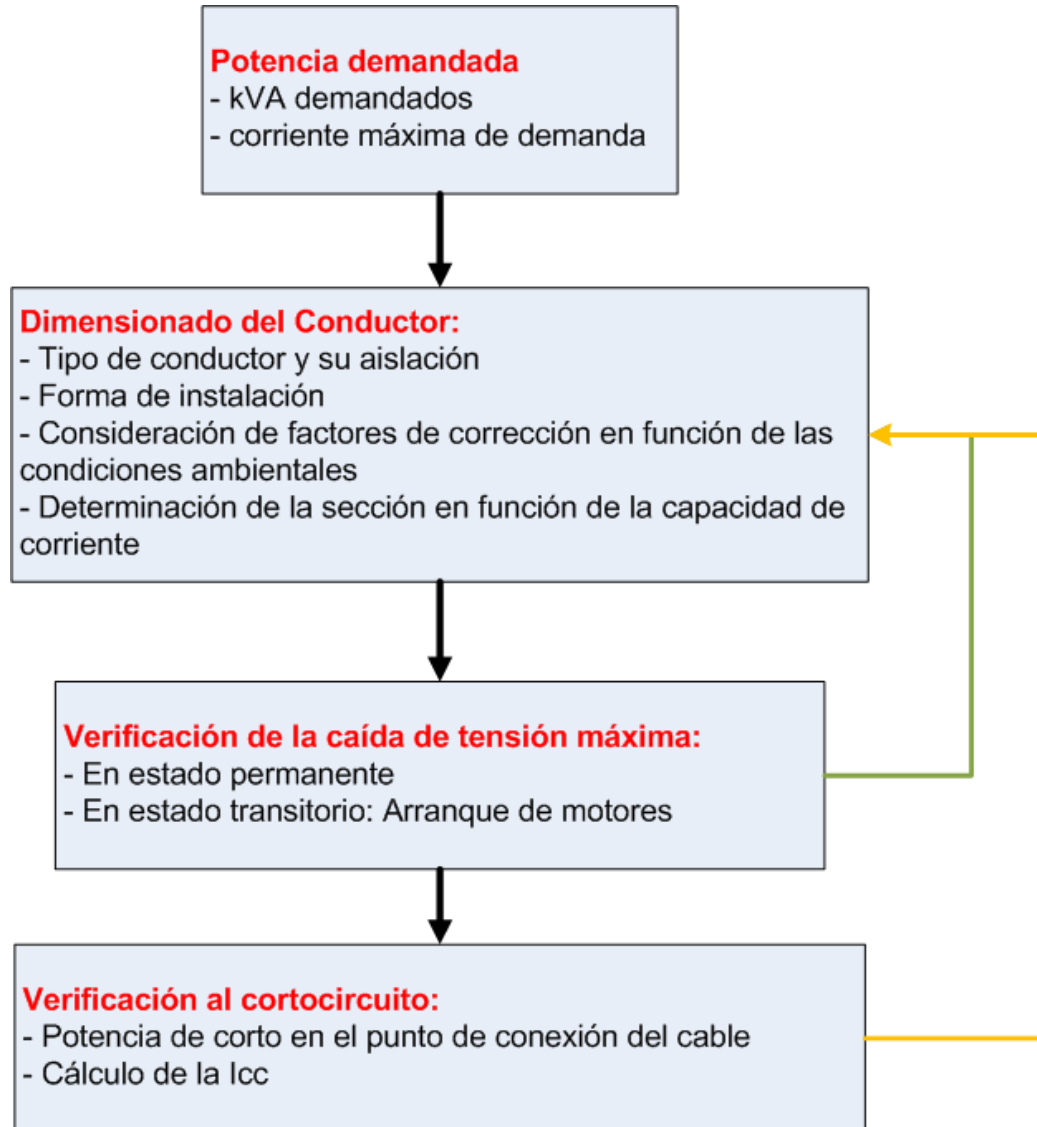 Potencia demandada
- kVA demandados
- corriente máxima de demanda
Dimensionado del Conductor:
- Tipo de conductor y su aislación
- Forma de instalación
- Consideración de factores de corrección en función de las
condiciones ambientales
- Determinación de la sección en función de la capacidad de
corriente
Verificación de la caída de tensión máxima:
- En estado permanente
- En estado transitorio: Arranque de motores
Verificación al cortocircuito:
- Potencia de corto en el punto de conexión del cable
- Cálculo de la Icc